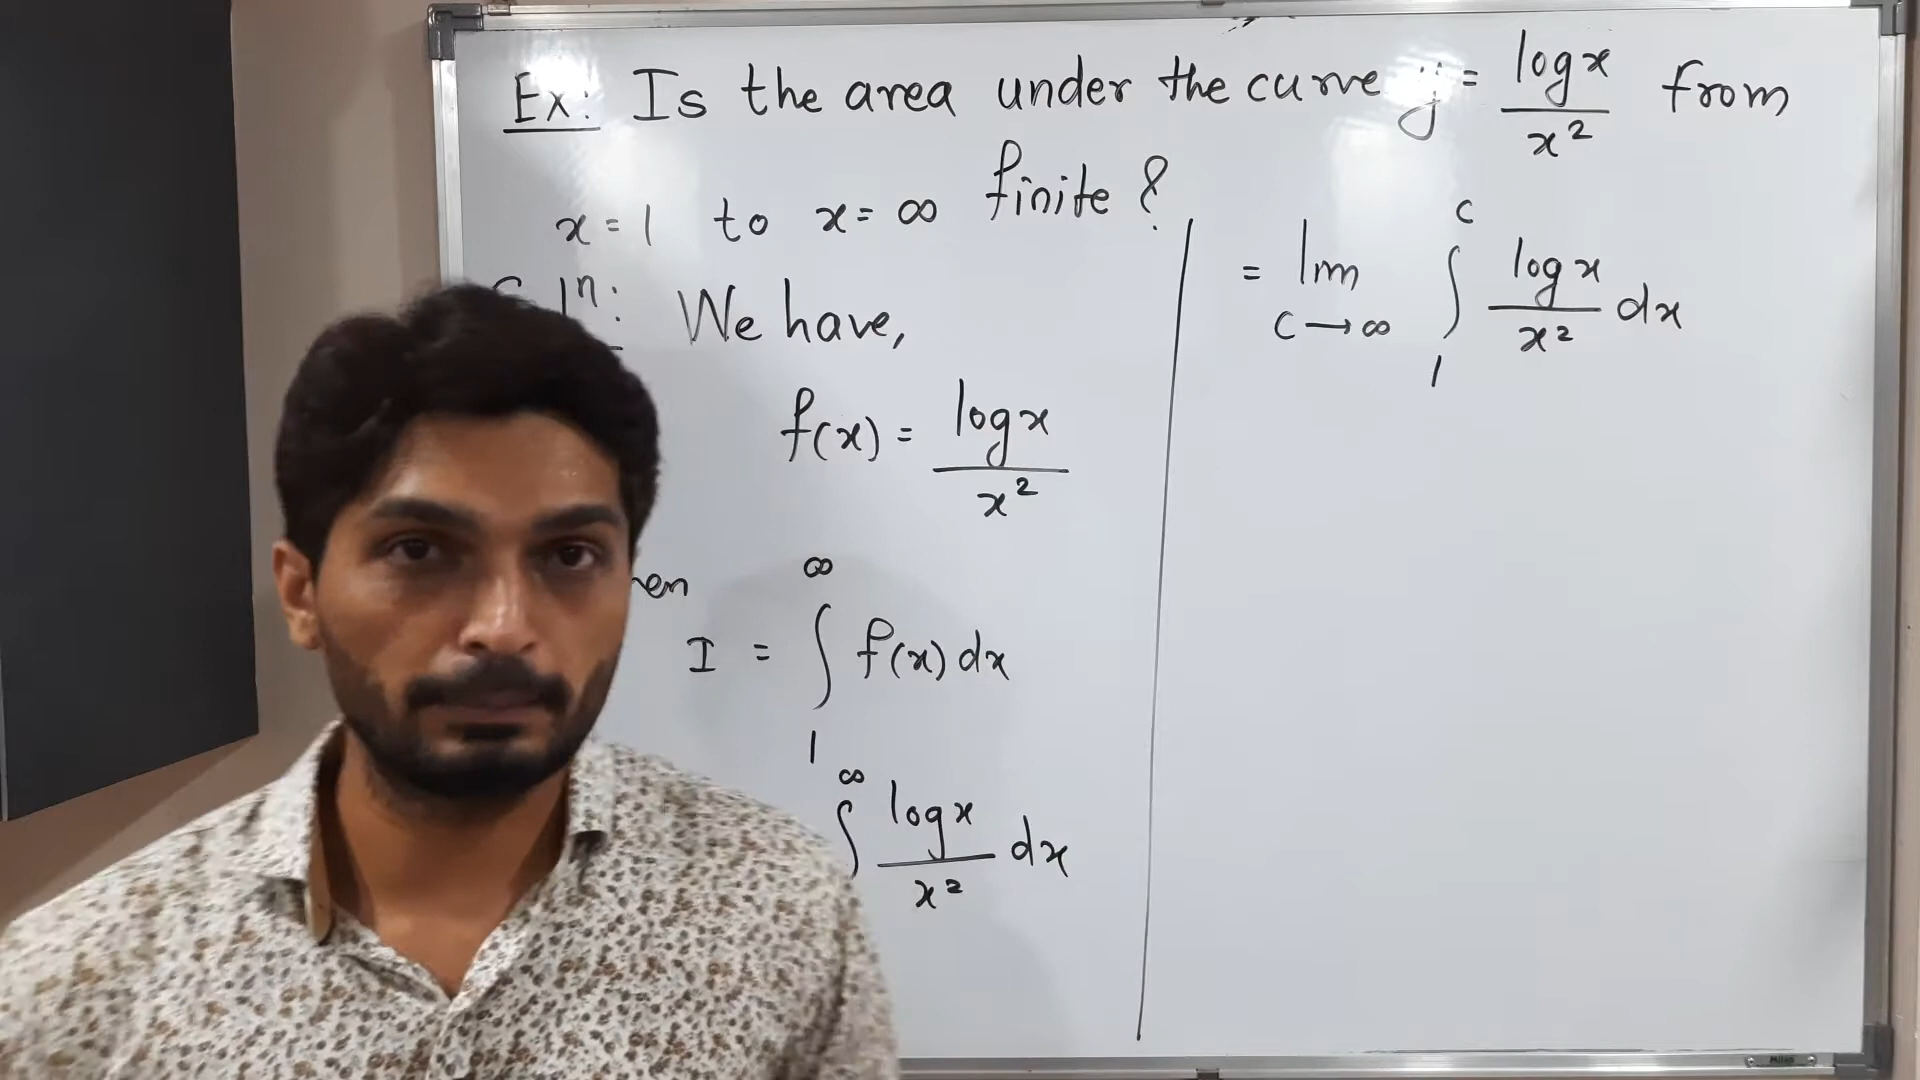 Ex: Is the area under the curve y = log x / x² from
x = 1 to x = ∞ finite ?
We have,
f(x) = log x / x²
I = ∫₁^∞ f(x) dx
∫^∞ log x / x² dx
= lim c→∞ ∫₁^c log x / x² dx